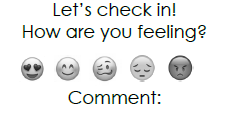 Let's check in!
How are you feeling?
Comment: